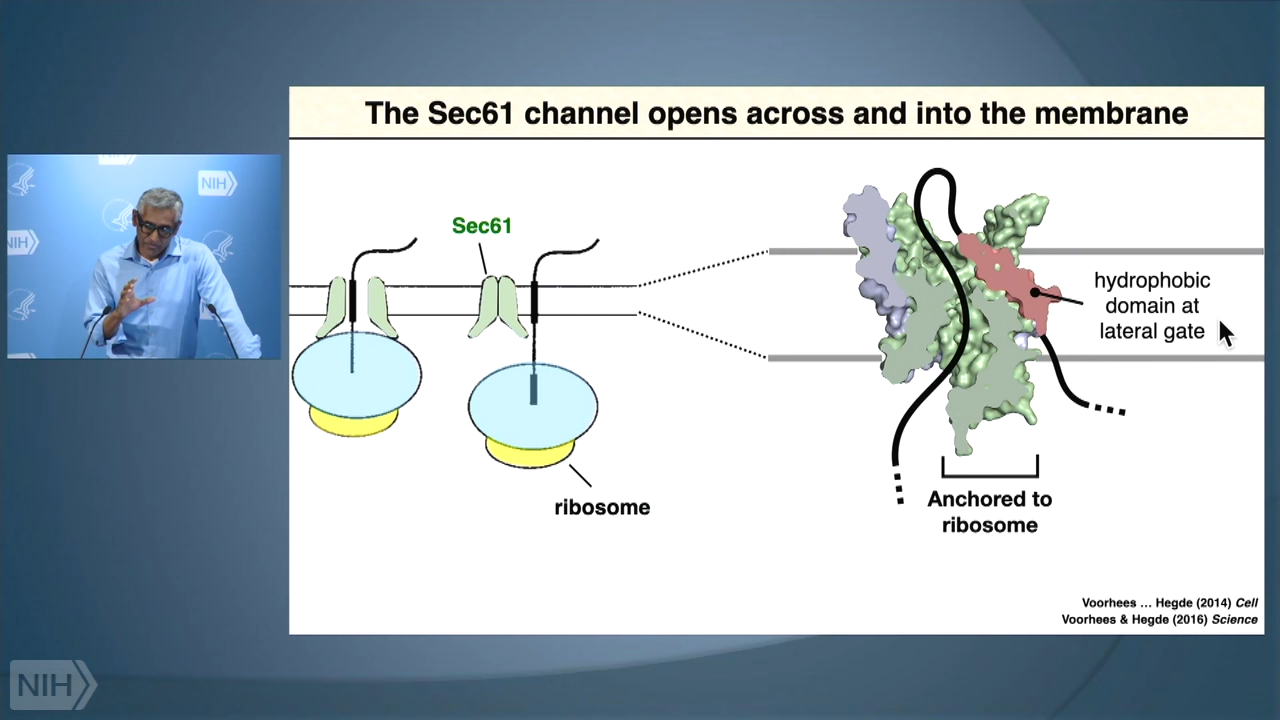 The Sec61 channel opens across and into the membrane
NIH
NIH
Sec61
ribosome
hydrophobic
domain at
lateral gate
Anchored to
ribosome
Voorhees … Hegde (2014) Cell
Voorhees & Hegde (2016) Science
NIH